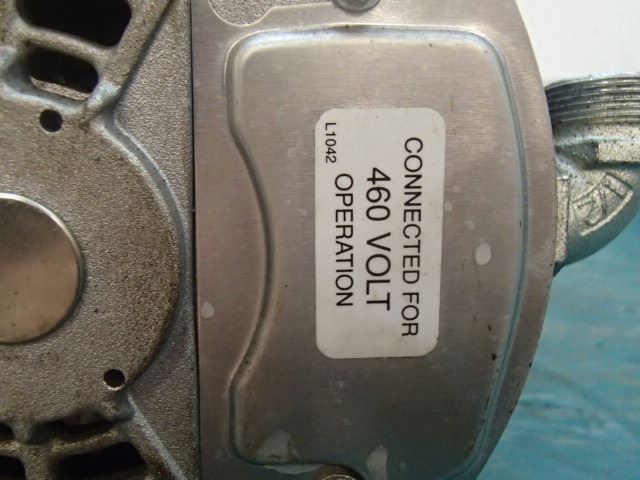 CONNECTED FOR
460 VOLT
OPERATION
L1042